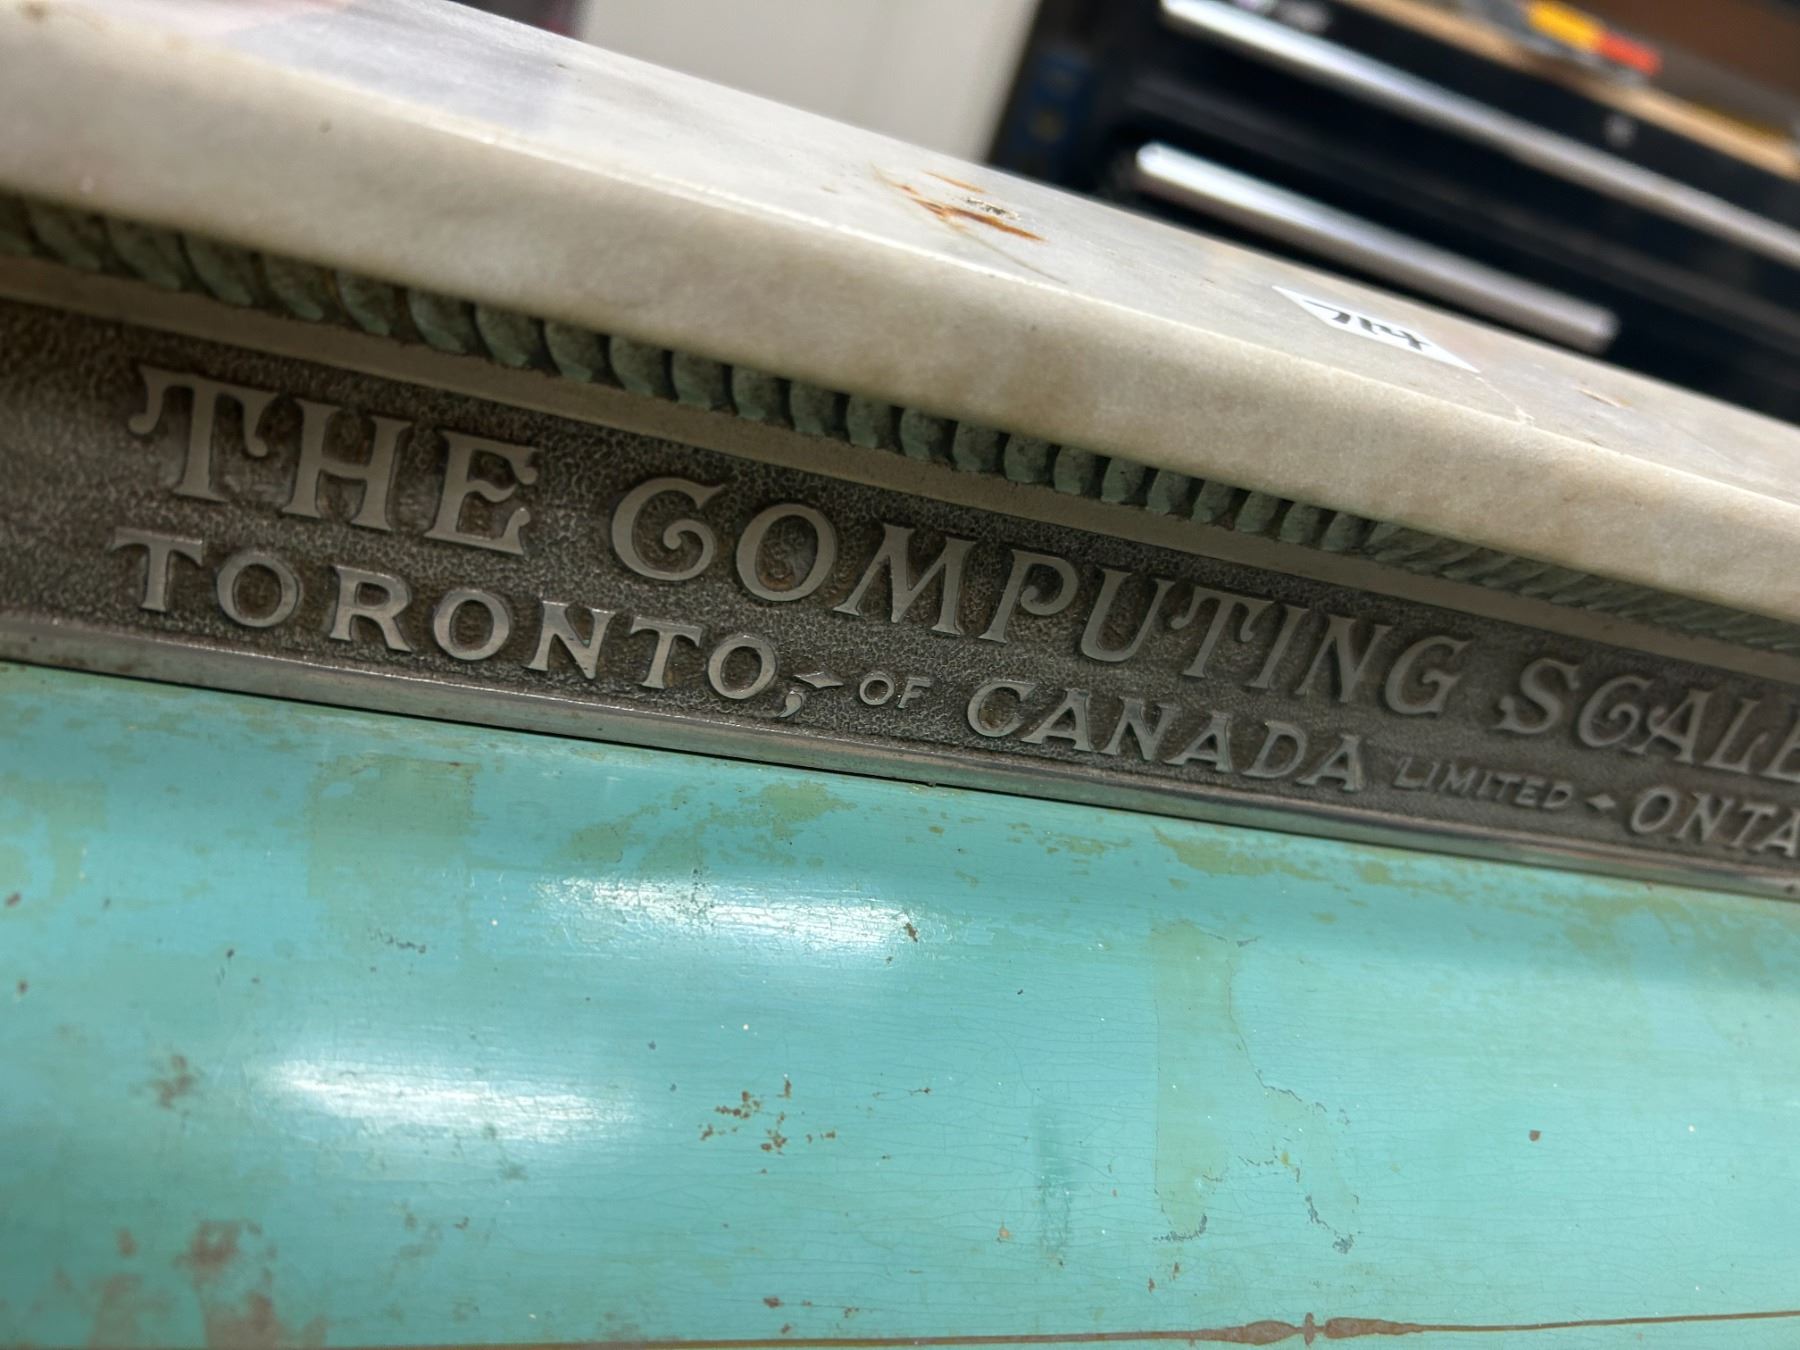 THE COMPUTING SCALE
TORONTO; OF CANADA LIMITED ONTA